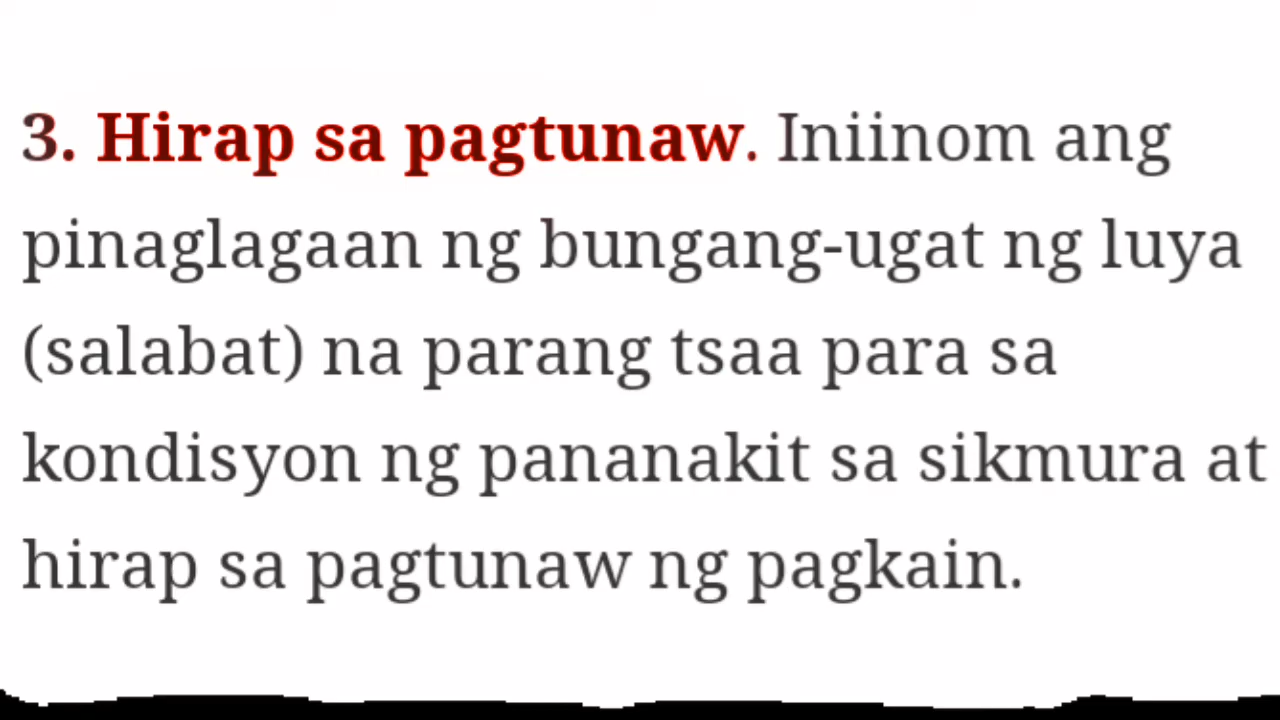 3. Hirap sa pagtunaw. Iniinom ang
pinaglagaan ng bungang-ugat ng luya
(salabat) na parang tsaa para sa
kondisyon ng pananakit sa sikmura at
hirap sa pagtunaw ng pagkain.